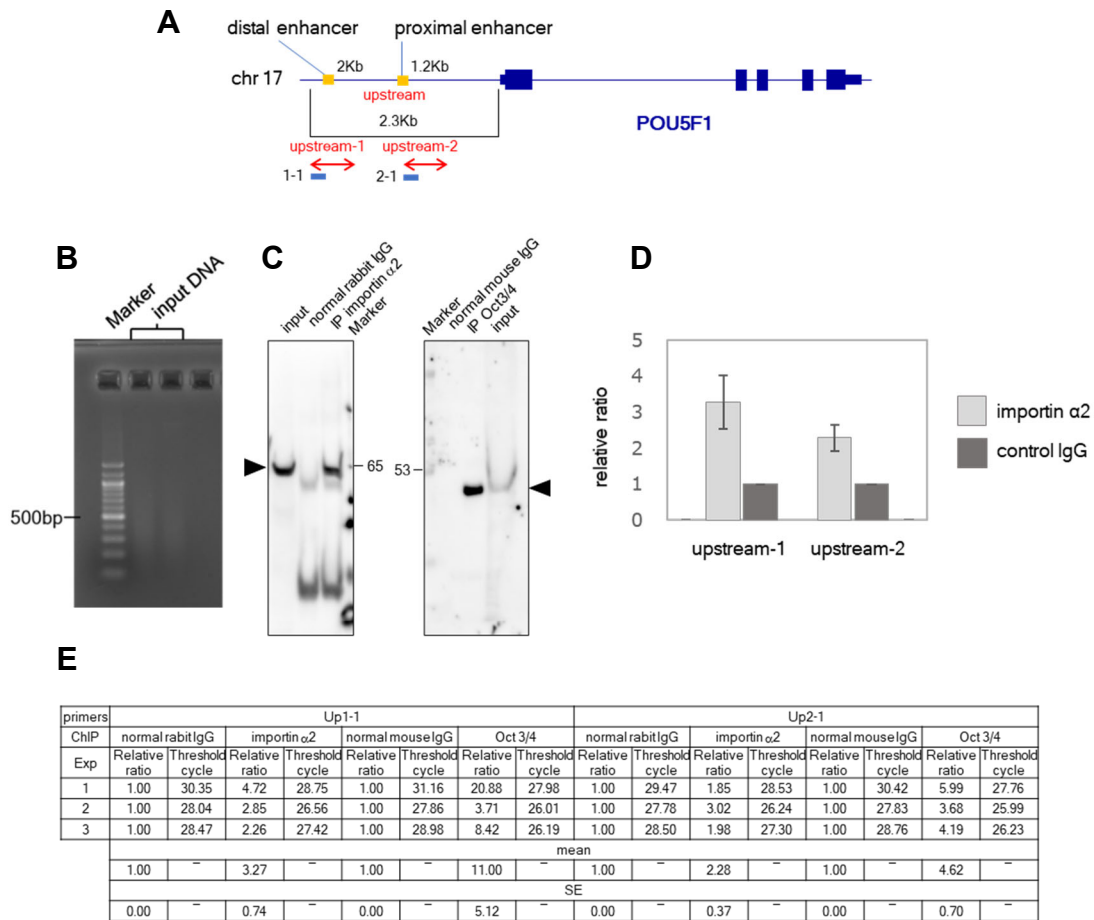 A
distal enhancer
proximal enhancer
chr 17
2Kb
1.2Kb
upstream
2.3Kb
POU5F1
upstream-1
upstream-2
1-1
2-1
B
Marker
input DNA
500bp
C
input
normal rabbit IgG
IP importin α2
Marker
65
Marker
normal mouse IgG
IP Oct3/4
input
53
D
relative ratio
5
4
3
2
1
0
upstream-1
upstream-2
importin α2
control IgG
E
primers Up1-1 Up2-1
ChIP normal rabit IgG importin α2 normal mouse IgG Oct 3/4 normal rabit IgG importin α2 normal mouse IgG Oct 3/4
Exp Relative ratio Threshold cycle Relative ratio Threshold cycle Relative ratio Threshold cycle Relative ratio Threshold cycle Relative ratio Threshold cycle Relative ratio Threshold cycle Relative ratio Threshold cycle Relative ratio Threshold cycle
1 1.00 30.35 4.72 28.75 1.00 31.16 20.88 27.98 1.00 29.47 1.85 28.53 1.00 30.42 5.99 27.76
2 1.00 28.04 2.85 26.56 1.00 27.86 3.71 26.01 1.00 27.78 3.02 26.24 1.00 27.83 3.68 25.99
3 1.00 28.47 2.26 27.42 1.00 28.98 8.42 26.19 1.00 28.50 1.98 27.30 1.00 28.76 4.19 26.23
mean
1.00 – 3.27 – 1.00 – 11.00 – 1.00 – 2.28 – 1.00 – 4.62 –
SE
0.00 – 0.74 – 0.00 – 5.12 – 0.00 – 0.37 – 0.00 – 0.70 –